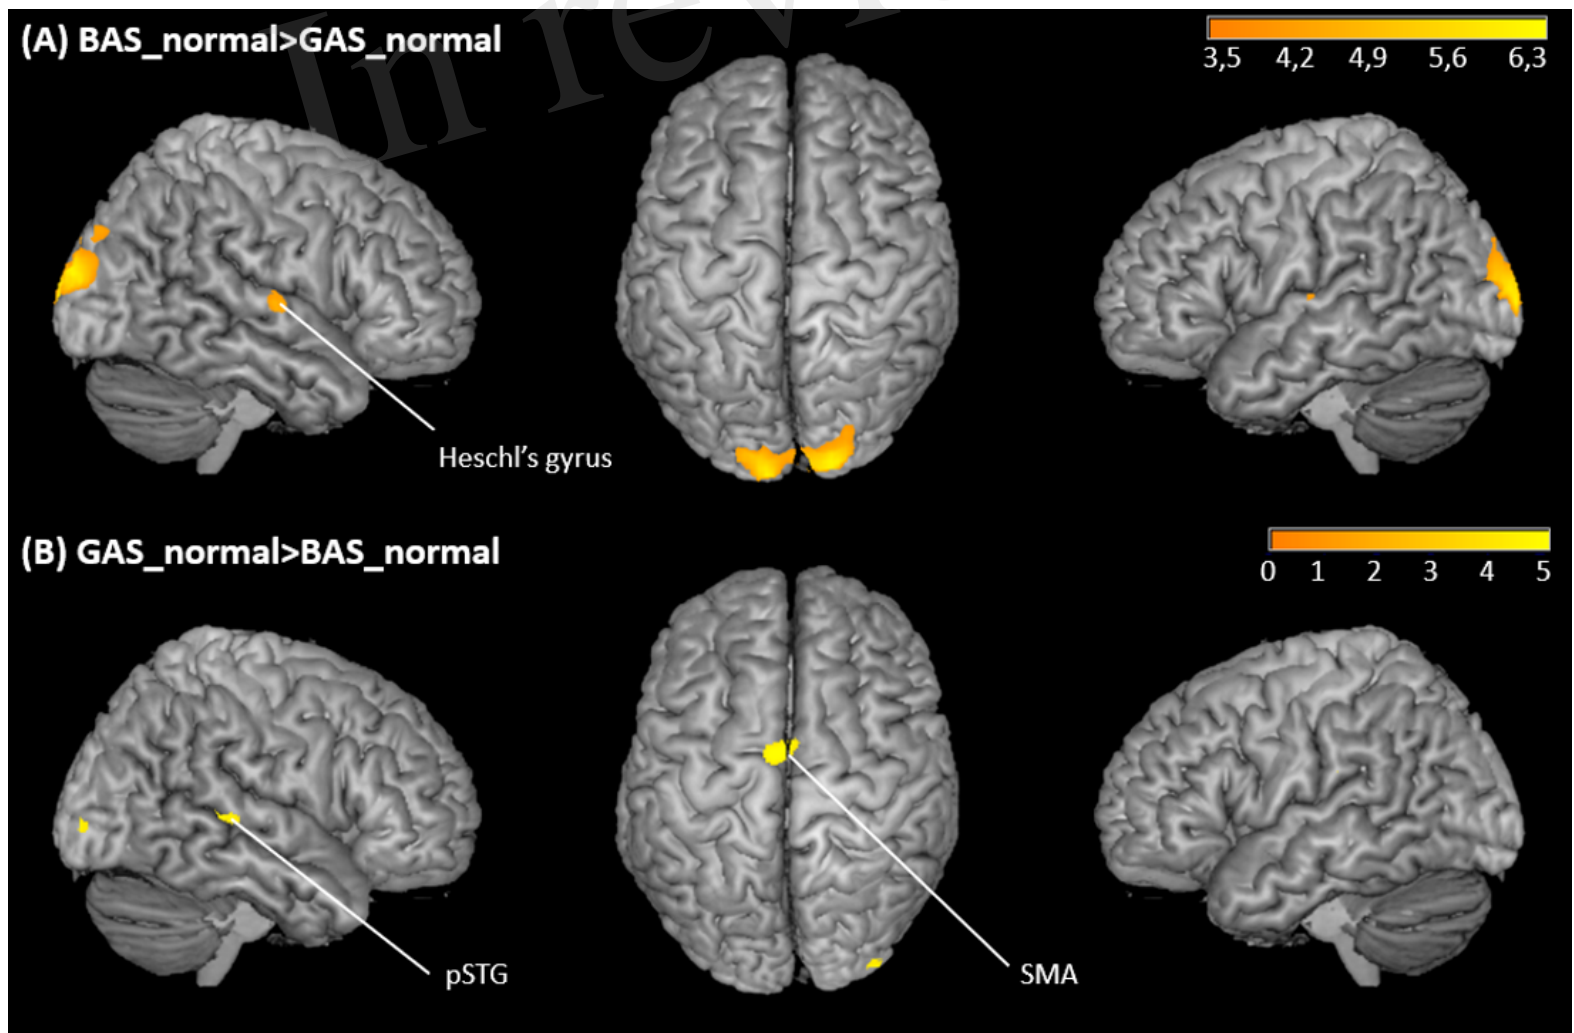 (A) BAS_normal>GAS_normal
3,5 4,2 4,9 5,6 6,3
Heschl's gyrus
(B) GAS_normal>BAS_normal
0 1 2 3 4 5
pSTG
SMA
In